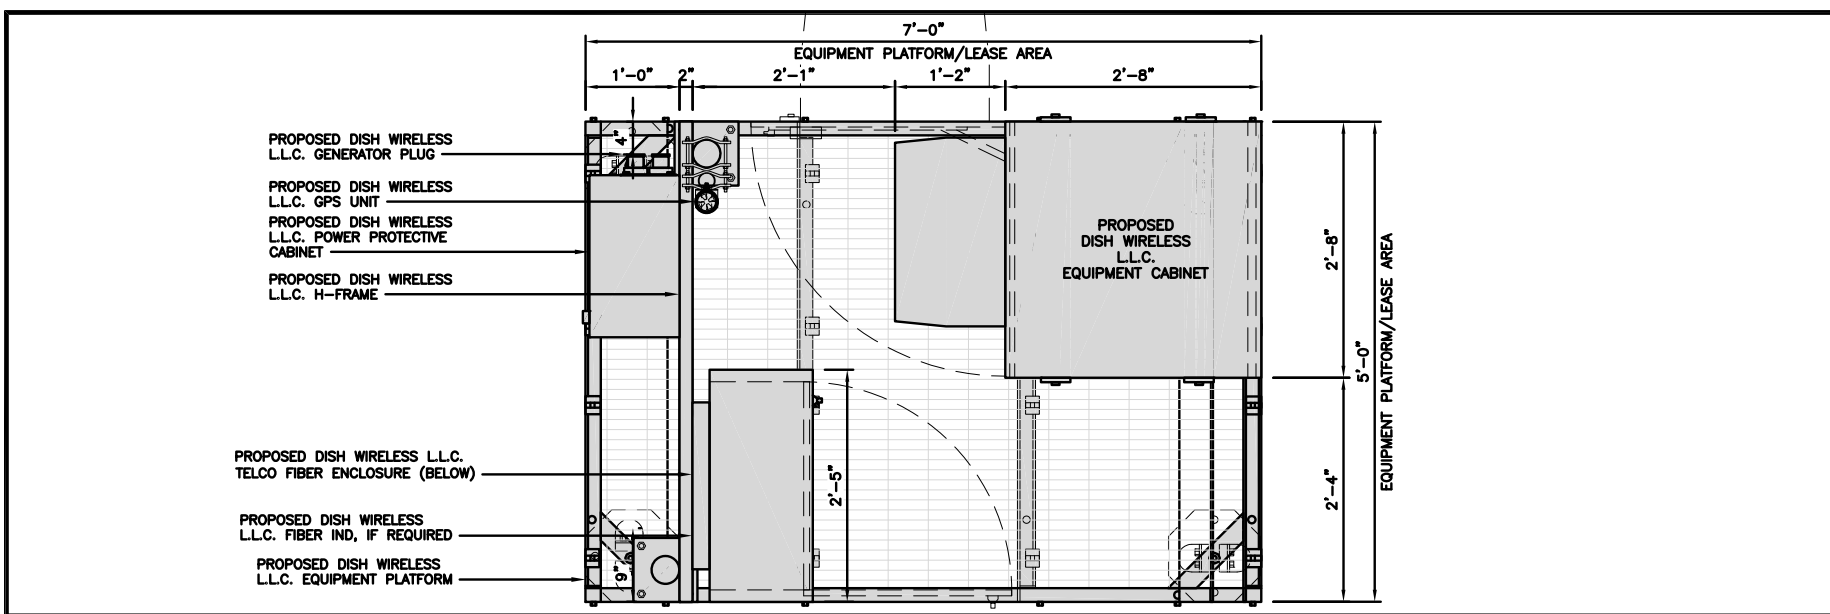 7'-0"
EQUIPMENT PLATFORM/LEASE AREA
1'-0"
2"
2'-1"
1'-2"
2'-8"
4"
PROPOSED DISH WIRELESS
L.L.C. GENERATOR PLUG
PROPOSED DISH WIRELESS
L.L.C. GPS UNIT
PROPOSED DISH WIRELESS
L.L.C. POWER PROTECTIVE
CABINET
PROPOSED DISH WIRELESS
L.L.C. H-FRAME
PROPOSED
DISH WIRELESS
L.L.C.
EQUIPMENT CABINET
2'-8"
5'-0"
EQUIPMENT PLATFORM/LEASE AREA
2'-4"
2'-5"
PROPOSED DISH WIRELESS L.L.C.
TELCO FIBER ENCLOSURE (BELOW)
PROPOSED DISH WIRELESS
L.L.C. FIBER IND, IF REQUIRED
PROPOSED DISH WIRELESS
L.L.C. EQUIPMENT PLATFORM
9"